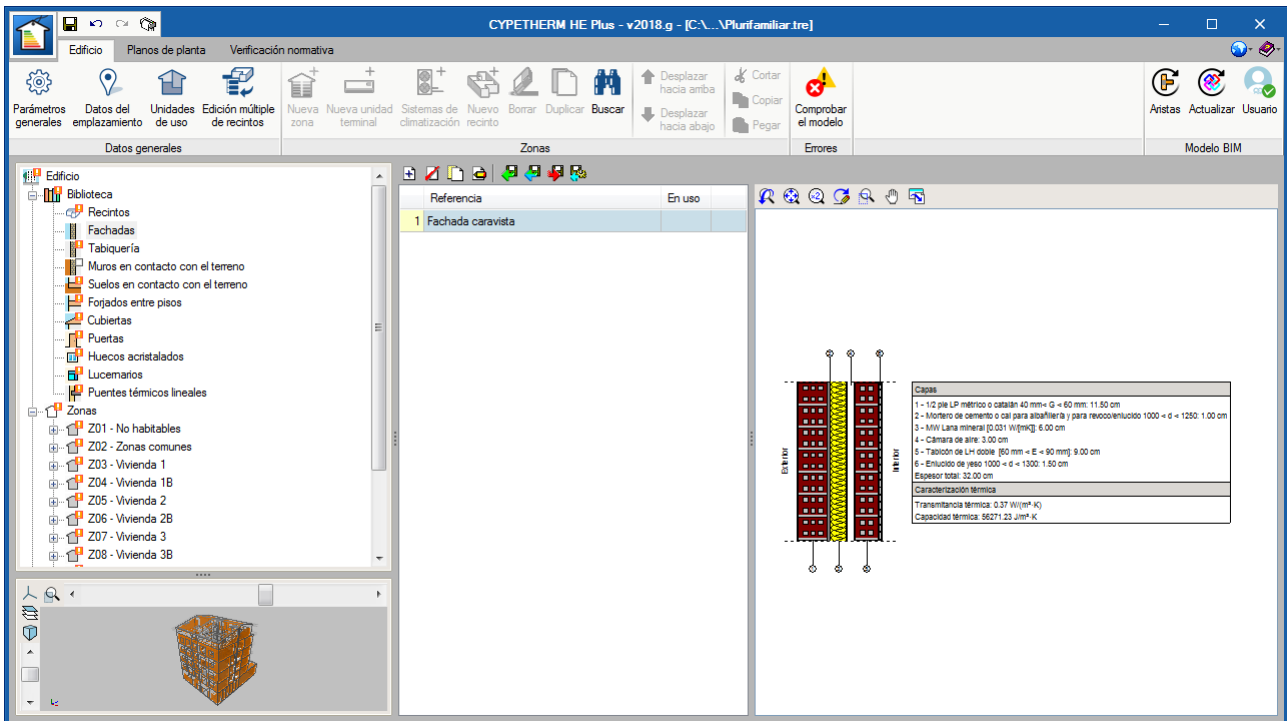 CYPETHERM HE Plus - v2018.g - [C:\...\Plurifamiliar.tre]
Edificio Planos de planta Verificación normativa
Parámetros generales
Datos del emplazamiento
Unidades de uso
Edición múltiple de recintos
Nueva zona
Nueva unidad terminal
Sistemas de climatización
Nuevo recinto
Borrar
Duplicar
Buscar
Desplazar hacia arriba
Desplazar hacia abajo
Cortar
Copiar
Pegar
Comprobar el modelo
Aristas
Actualizar
Usuario
Datos generales
Zonas
Errores
Modelo BIM
Edificio
Biblioteca
Recintos
Fachadas
Tabiquería
Muros en contacto con el terreno
Suelos en contacto con el terreno
Forjados entre pisos
Cubiertas
Puertas
Huecos acristalados
Lucernarios
Puentes térmicos lineales
Zonas
Z01 - No habitables
Z02 - Zonas comunes
Z03 - Vivienda 1
Z04 - Vivienda 1B
Z05 - Vivienda 2
Z06 - Vivienda 2B
Z07 - Vivienda 3
Z08 - Vivienda 3B
Referencia En uso
1 Fachada caravista
Exterior
Interior
Capas
1 - 1/2 pie LP métrico o catalán 40 mm< G < 60 mm: 11.50 cm
2 - Mortero de cemento o cal para albañilería y para revoco/enlucido 1000 < d < 1250: 1.00 cm
3 - MW Lana mineral [0.031 W/[mK]]: 6.00 cm
4 - Cámara de aire: 3.00 cm
5 - Tabicón de LH doble [60 mm < E < 90 mm]: 9.00 cm
6 - Enlucido de yeso 1000 < d < 1300: 1.50 cm
Espesor total: 32.00 cm
Caracterización térmica
Transmitancia térmica: 0.37 W/(m²·K)
Capacidad térmica: 56271.23 J/m²·K